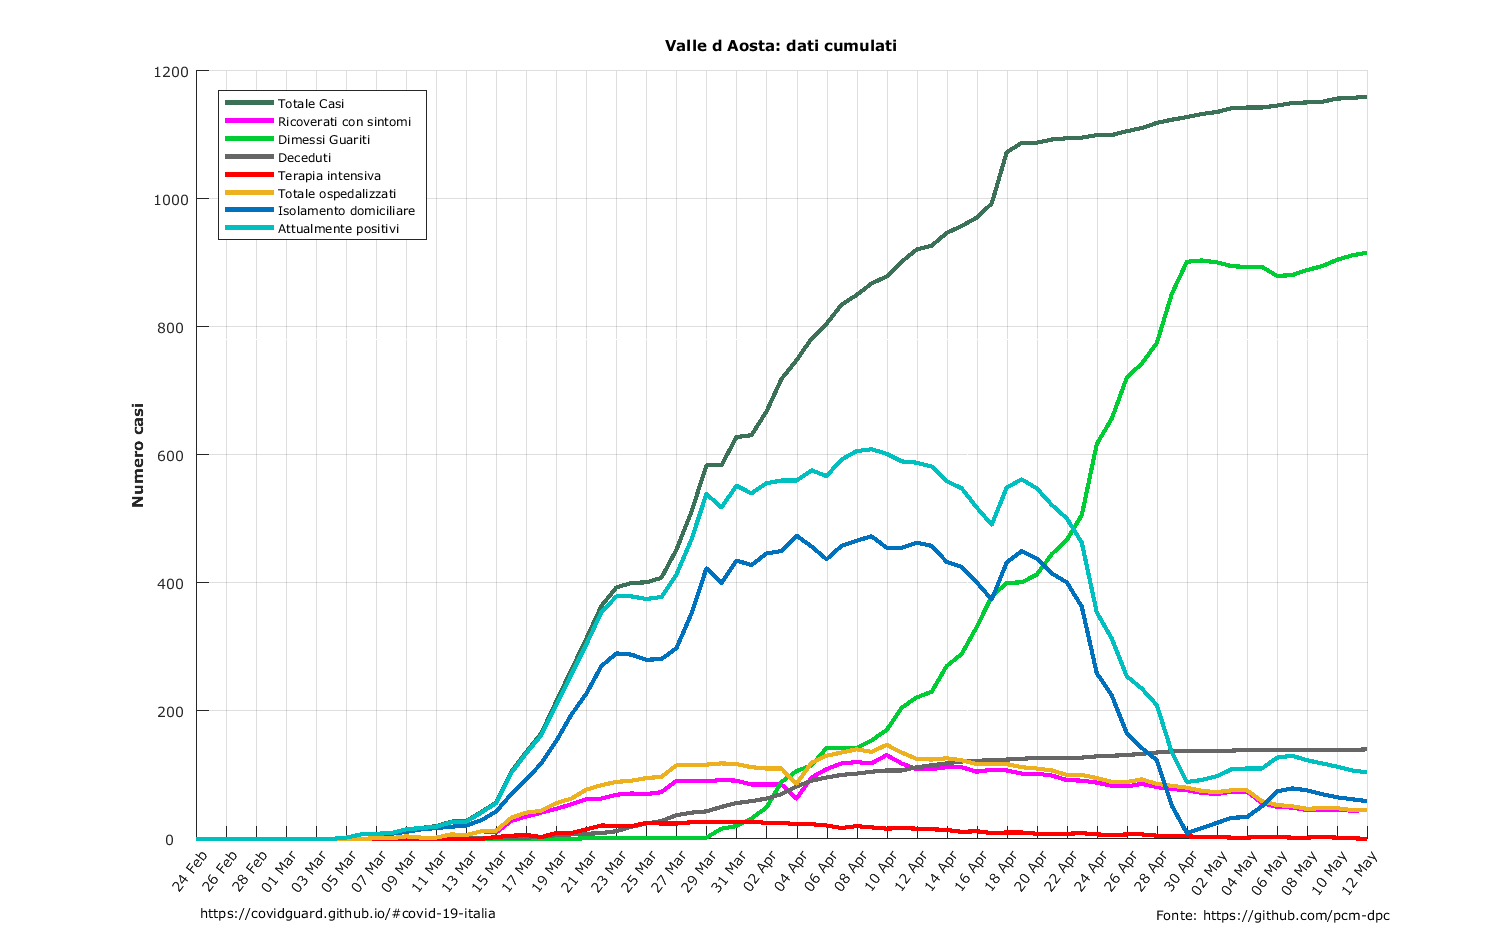 Valle d Aosta: dati cumulati
1200
1000
800
600
400
200
0
Numero casi
Totale Casi
Ricoverati con sintomi
Dimessi Guariti
Deceduti
Terapia intensiva
Totale ospedalizzati
Isolamento domiciliare
Attualmente positivi
24 Feb
26 Feb
28 Feb
01 Mar
03 Mar
05 Mar
07 Mar
09 Mar
11 Mar
13 Mar
15 Mar
17 Mar
19 Mar
21 Mar
23 Mar
25 Mar
27 Mar
29 Mar
31 Mar
02 Apr
04 Apr
06 Apr
08 Apr
10 Apr
12 Apr
14 Apr
16 Apr
18 Apr
20 Apr
22 Apr
24 Apr
26 Apr
28 Apr
30 Apr
02 May
04 May
06 May
08 May
10 May
12 May
https://covidguard.github.io/#covid-19-italia
Fonte: https://github.com/pcm-dpc